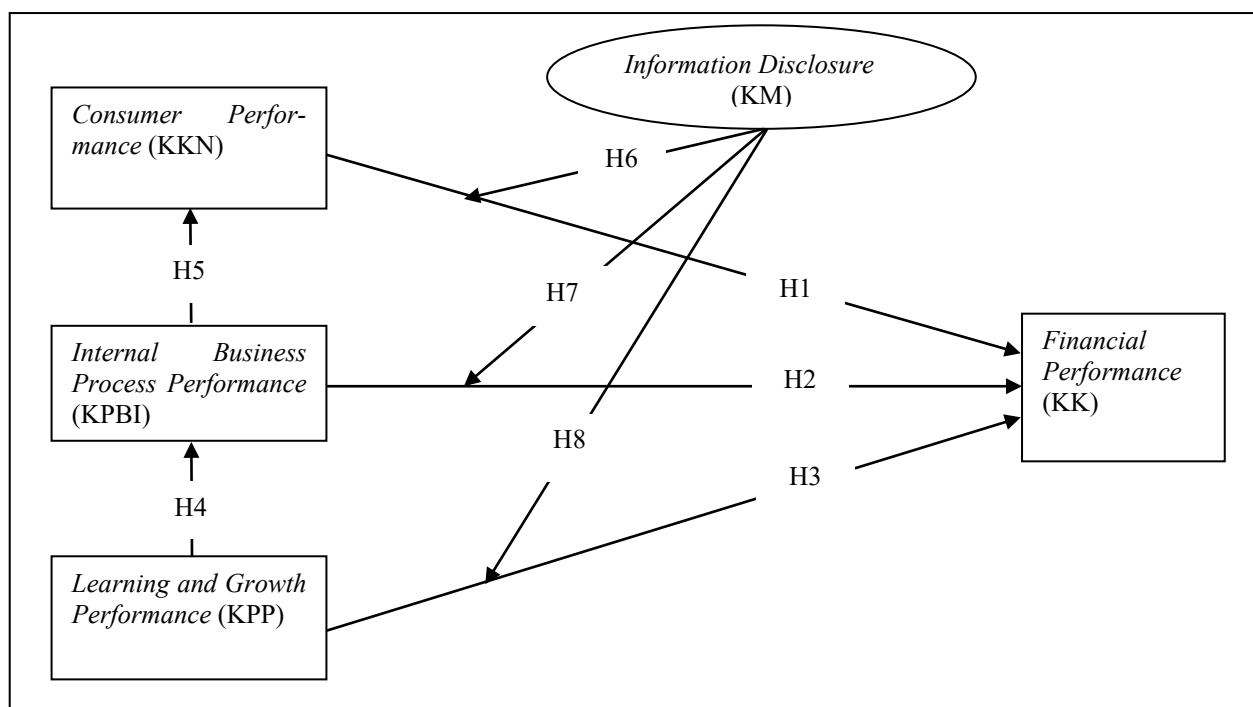 Information Disclosure
(KM)
Consumer Perfor-
mance (KKN)
H6
H5
H7
H1
Internal Business
Process Performance
(KPBI)
Financial
Performance
(KK)
H2
H8
H3
H4
Learning and Growth
Performance (KPP)